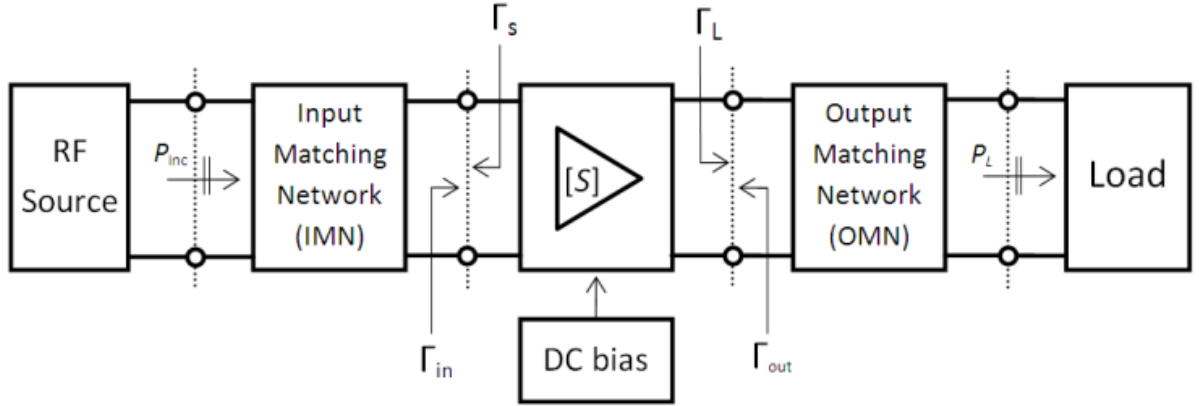 Γs
ΓL
RF
Source
Pinc
Input
Matching
Network
(IMN)
[S]
Output
Matching
Network
(OMN)
PL
Load
Γin
DC bias
Γout